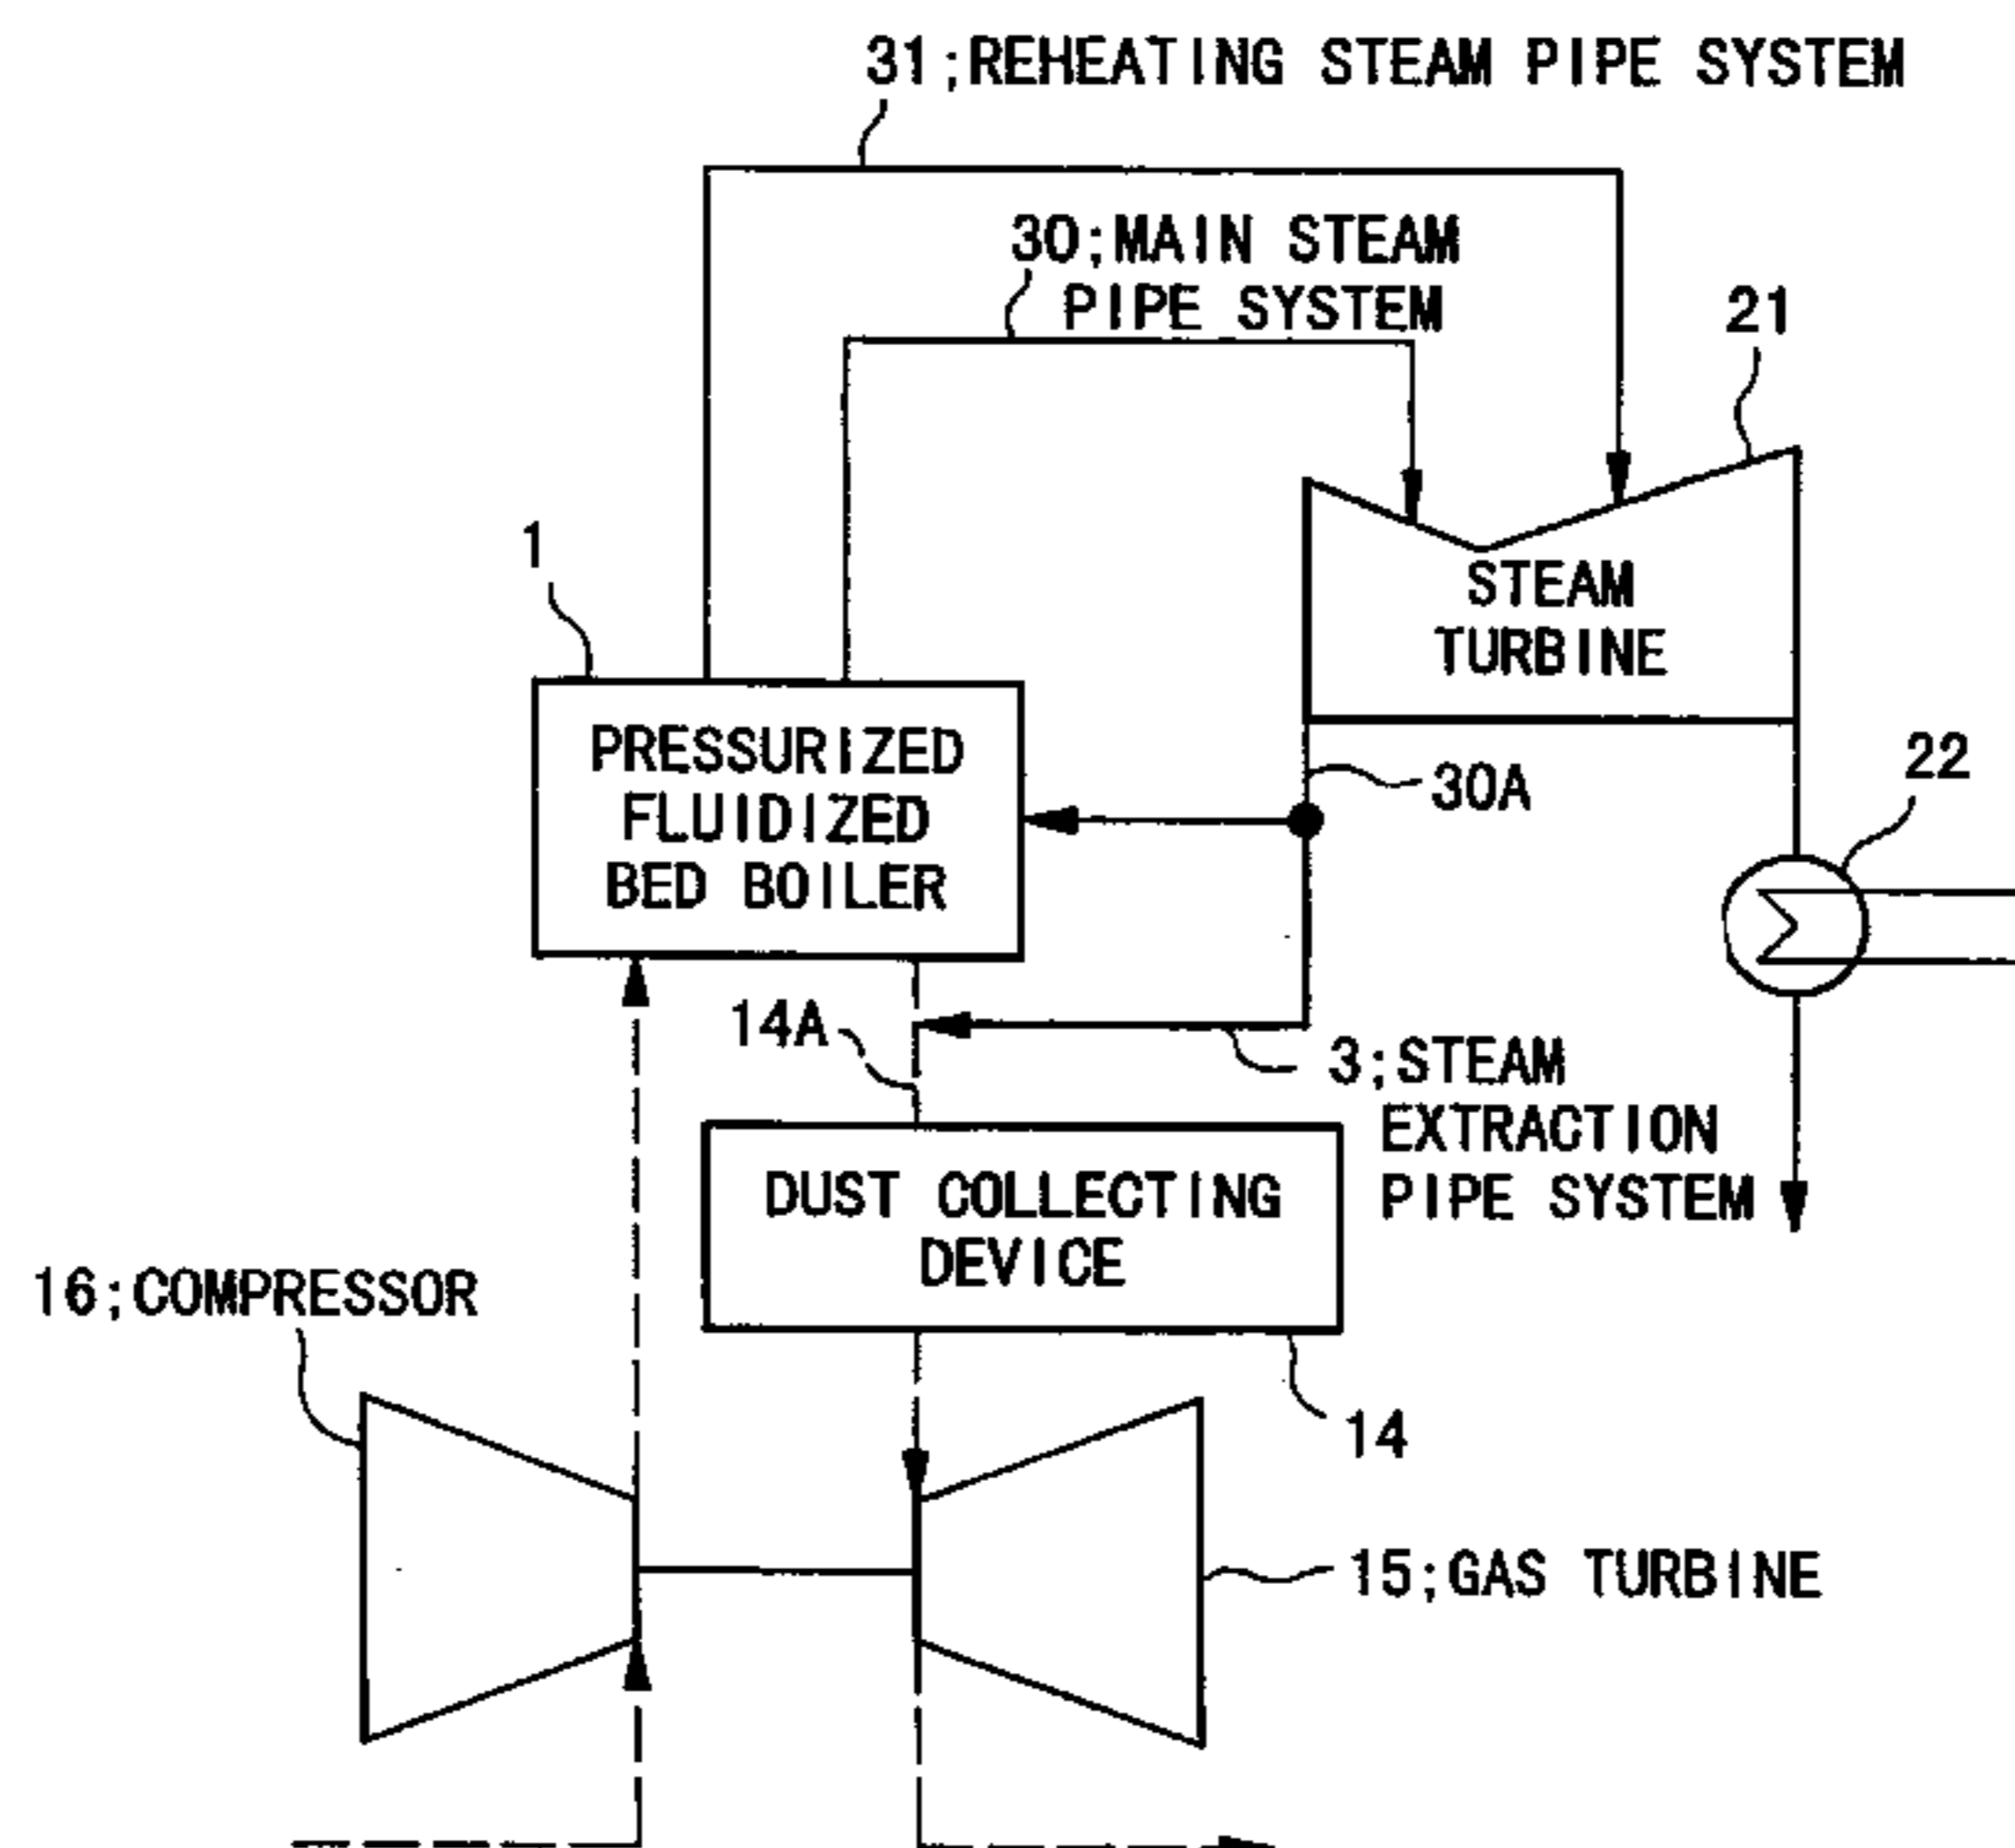 31;REHEATING STEAM PIPE SYSTEM
30;MAIN STEAM
PIPE SYSTEM
21
STEAM
TURBINE
1
PRESSURIZED
FLUIDIZED
BED BOILER
30A
22
14A
3;STEAM
EXTRACTION
PIPE SYSTEM
DUST COLLECTING
DEVICE
16;COMPRESSOR
14
15;GAS TURBINE